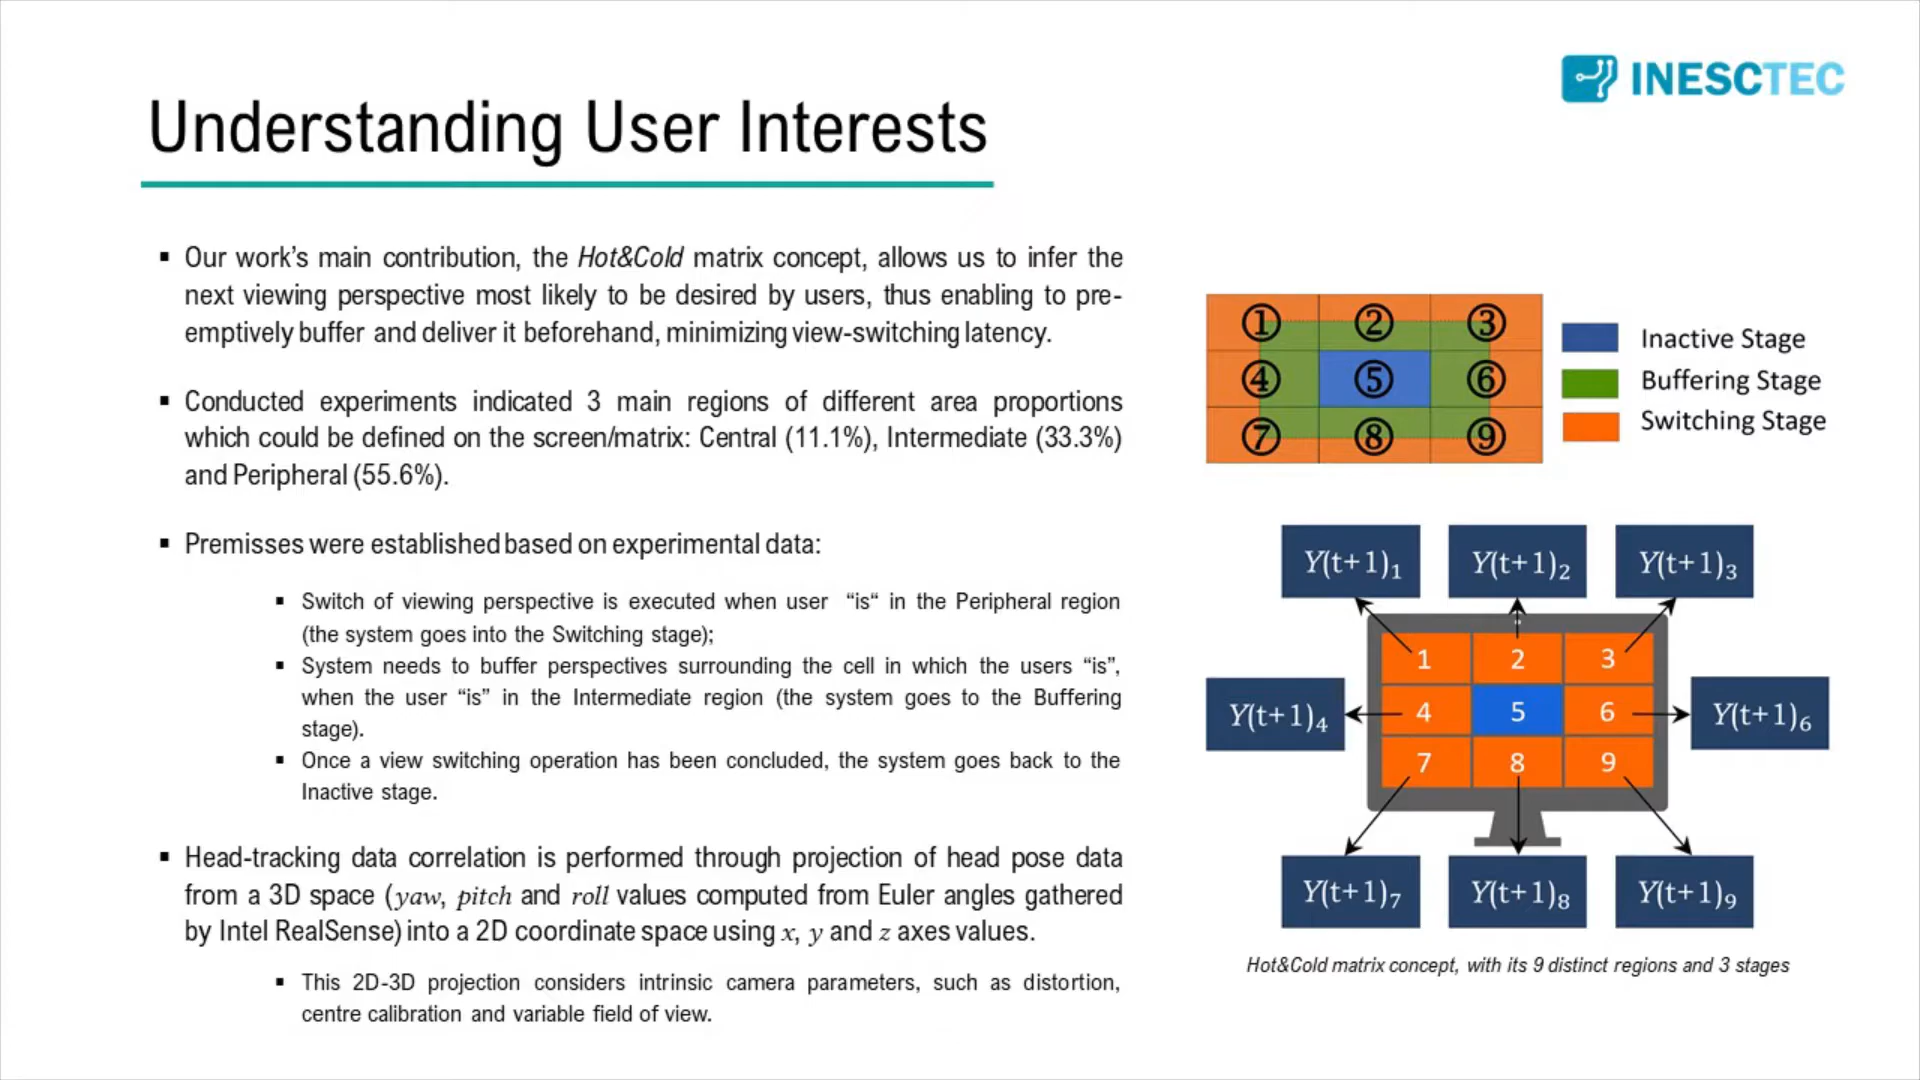 INESCTEC
Understanding User Interests
▪ Our work’s main contribution, the Hot&Cold matrix concept, allows us to infer the
next viewing perspective most likely to be desired by users, thus enabling to pre-
emptively buffer and deliver it beforehand, minimizing view-switching latency.
▪ Conducted experiments indicated 3 main regions of different area proportions
which could be defined on the screen/matrix: Central (11.1%), Intermediate (33.3%)
and Peripheral (55.6%).
▪ Premisses were established based on experimental data:
▪ Switch of viewing perspective is executed when user “is“ in the Peripheral region
(the system goes into the Switching stage);
▪ System needs to buffer perspectives surrounding the cell in which the users “is”,
when the user “is” in the Intermediate region (the system goes to the Buffering
stage).
▪ Once a view switching operation has been concluded, the system goes back to the
Inactive stage.
▪ Head-tracking data correlation is performed through projection of head pose data
from a 3D space (yaw, pitch and roll values computed from Euler angles gathered
by Intel RealSense) into a 2D coordinate space using x, y and z axes values.
▪ This 2D-3D projection considers intrinsic camera parameters, such as distortion,
centre calibration and variable field of view.
① ② ③
④ ⑤ ⑥
⑦ ⑧ ⑨
Inactive Stage
Buffering Stage
Switching Stage
Y(t+1)₁ Y(t+1)₂ Y(t+1)₃
1 2 3
Y(t+1)₄ 4 5 6 Y(t+1)₆
7 8 9
Y(t+1)₇ Y(t+1)₈ Y(t+1)₉
Hot&Cold matrix concept, with its 9 distinct regions and 3 stages